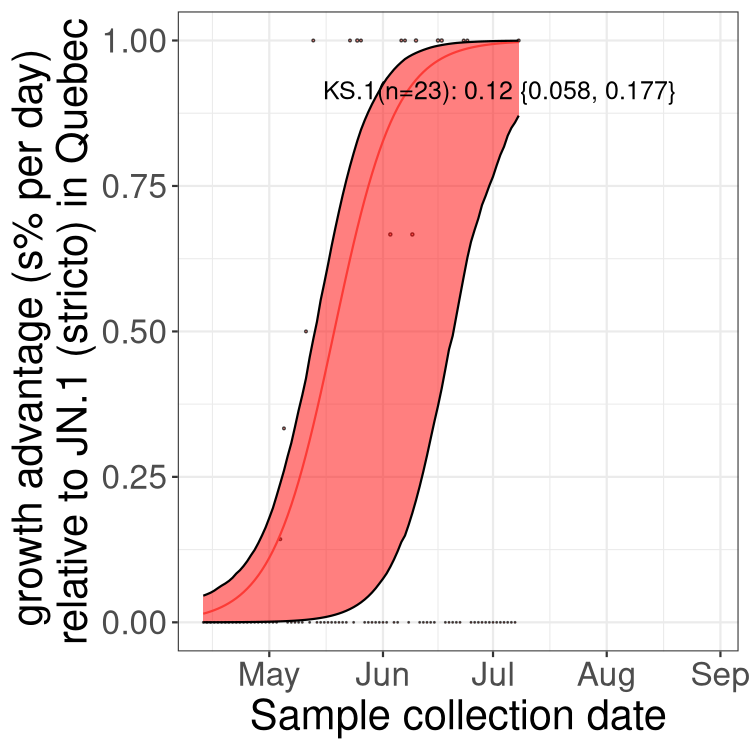 growth advantage (s% per day)
relative to JN.1 (stricto) in Quebec
1.00
0.75
0.50
0.25
0.00
KS.1(n=23): 0.12 {0.058, 0.177}
May Jun Jul Aug Sep
Sample collection date